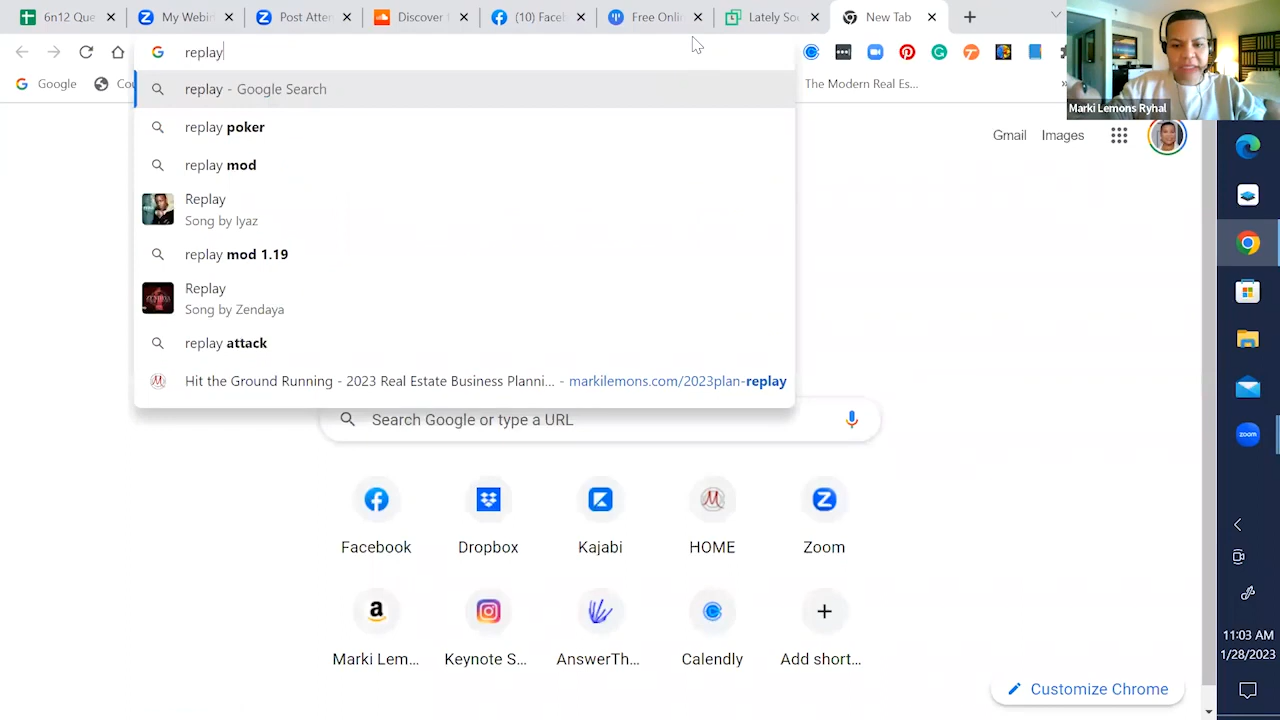 6n12 Que
My Webin
Post Atten
Discover
(10) Faceb
Free Onli
Lately So
New Tab
replay
The Modern Real Es...
Google
replay - Google Search
replay poker
replay mod
Replay
Song by Iyaz
replay mod 1.19
Replay
Song by Zendaya
replay attack
Hit the Ground Running - 2023 Real Estate Business Planni... - markilemons.com/2023plan-replay
Marki Lemons Ryhal
Gmail Images
Search Google or type a URL
Facebook Dropbox Kajabi HOME Zoom
Marki Lem... Keynote S... AnswerTh... Calendly Add short...
Customize Chrome
zoom
11:03 AM
1/28/2023